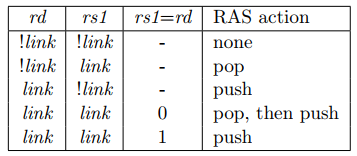 rd rs1 rs1=rd RAS action
!link !link - none
!link link - pop
link !link - push
link link 0 pop, then push
link link 1 push